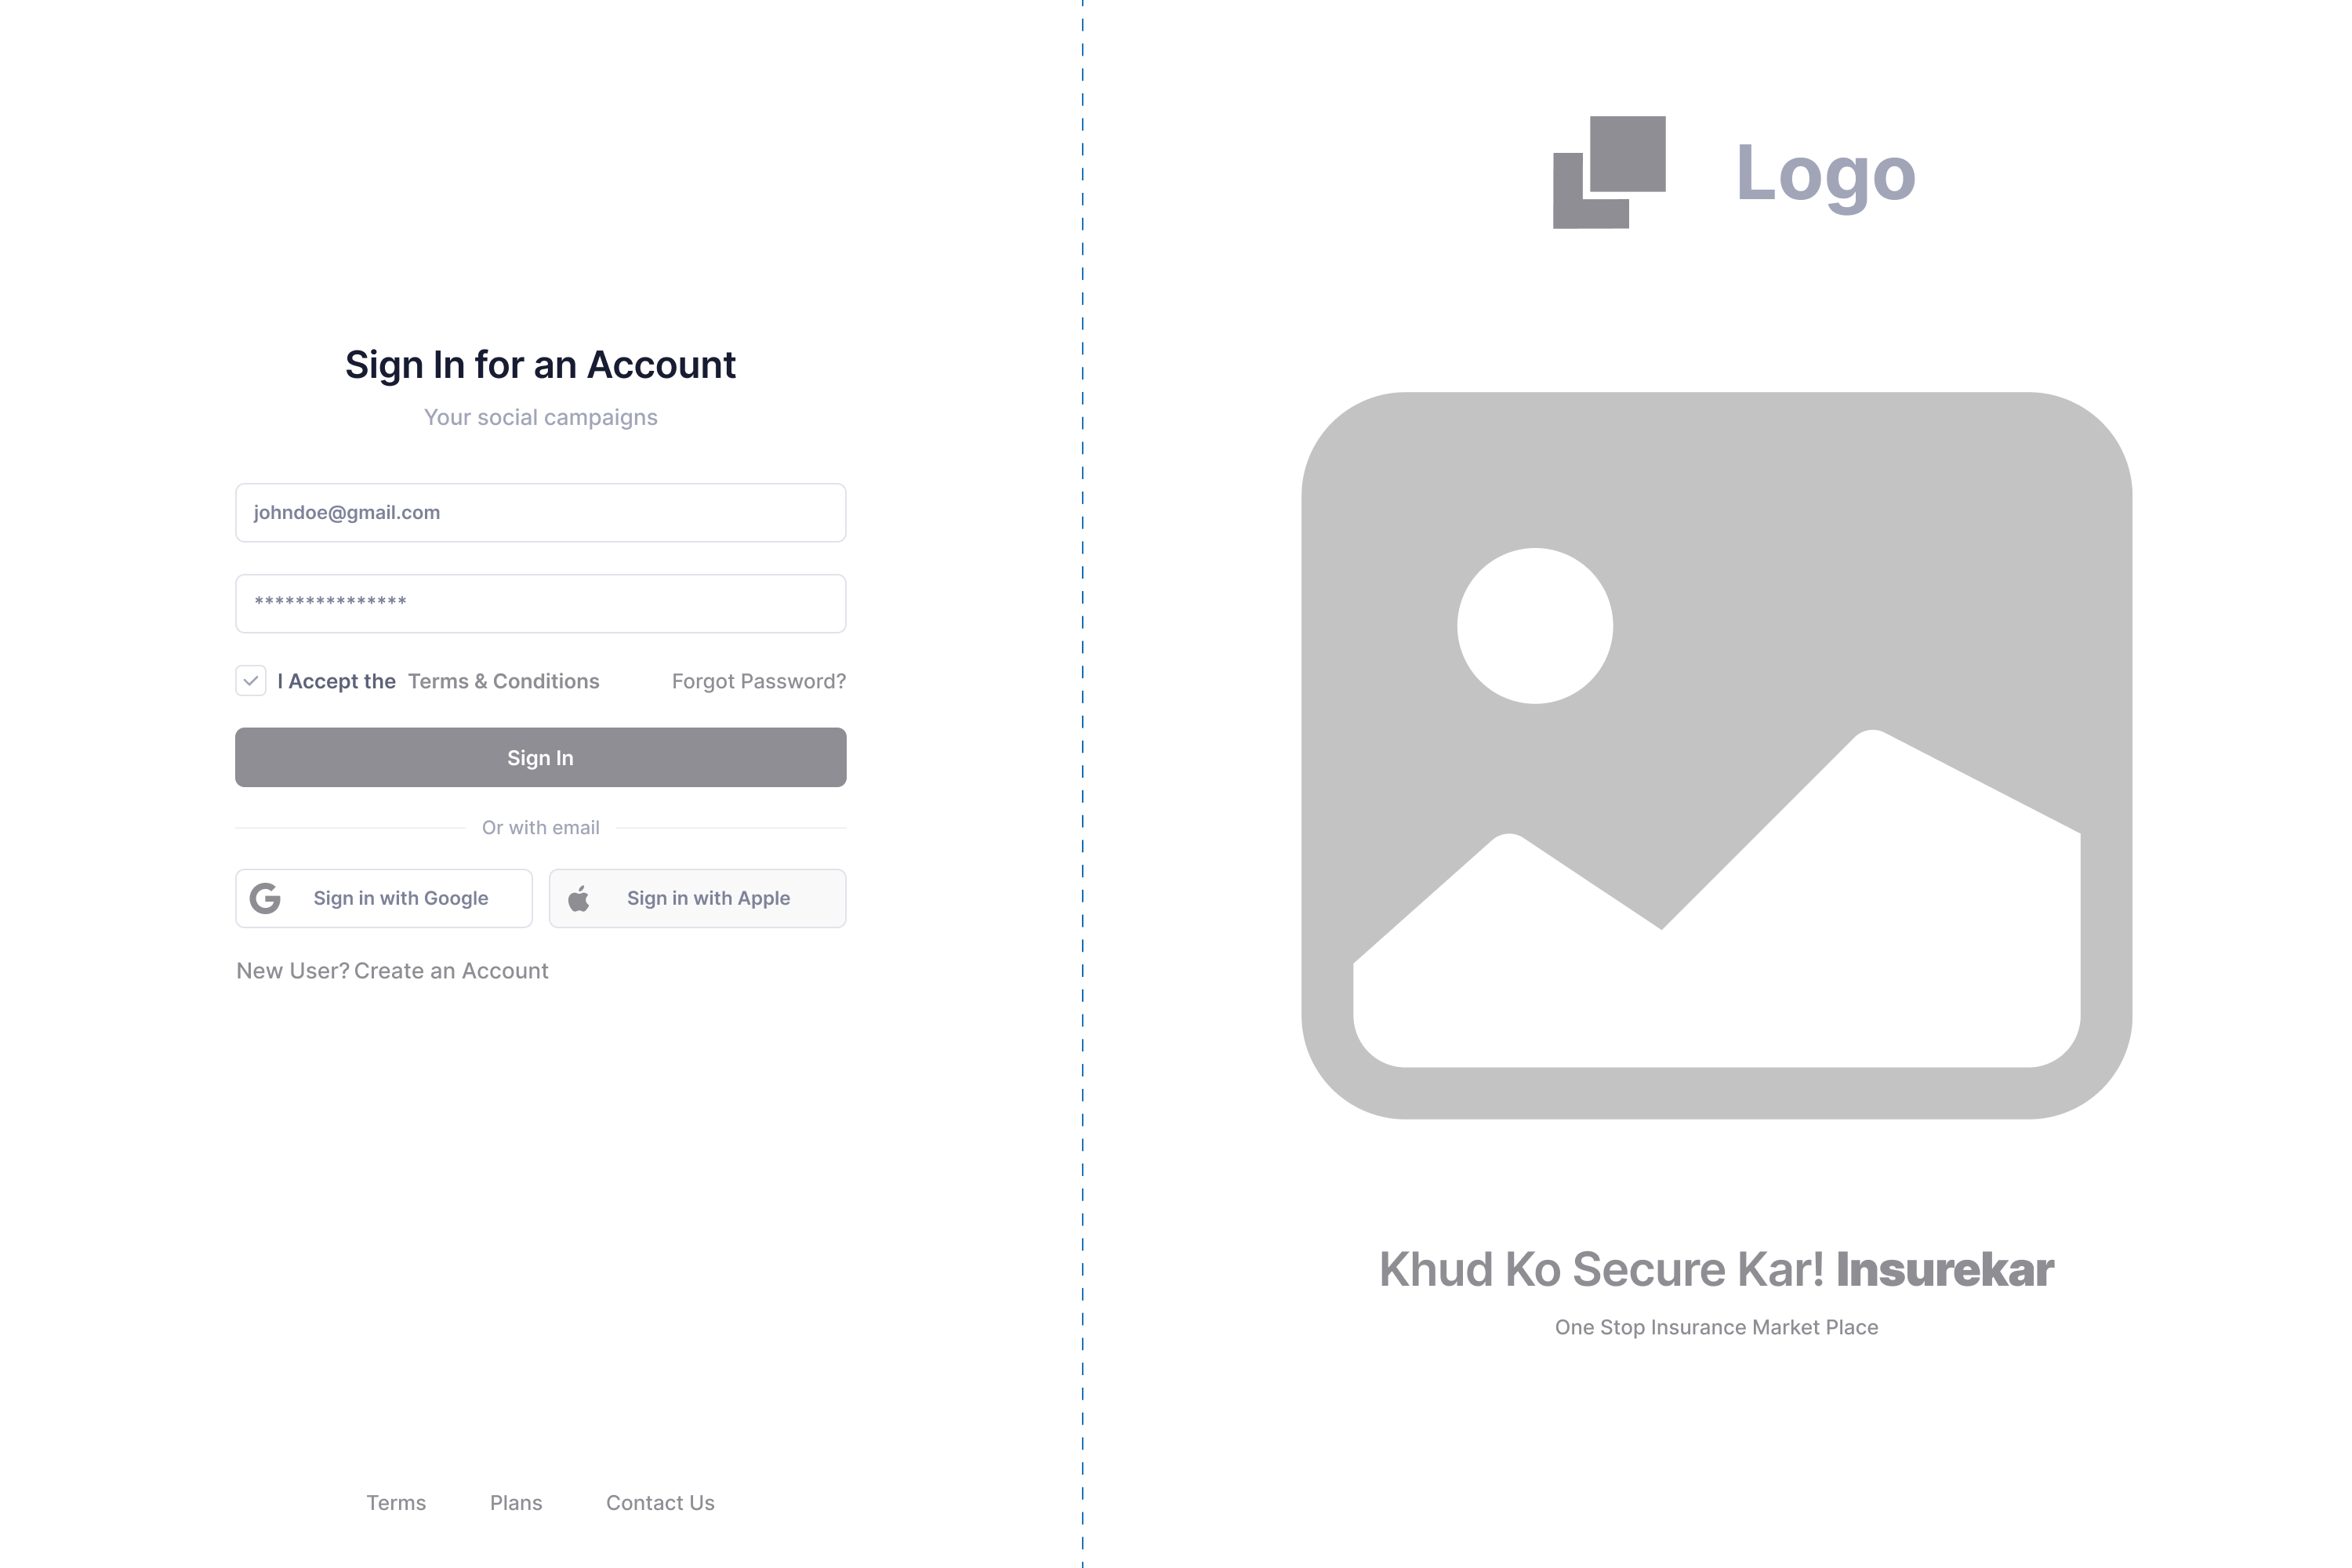 Sign In for an Account
Your social campaigns
johndoe@gmail.com
***************
I Accept the Terms & Conditions
Forgot Password?
Sign In
Or with email
Sign in with Google
Sign in with Apple
New User? Create an Account
Terms
Plans
Contact Us
Logo
Khud Ko Secure Kar! Insurekar
One Stop Insurance Market Place